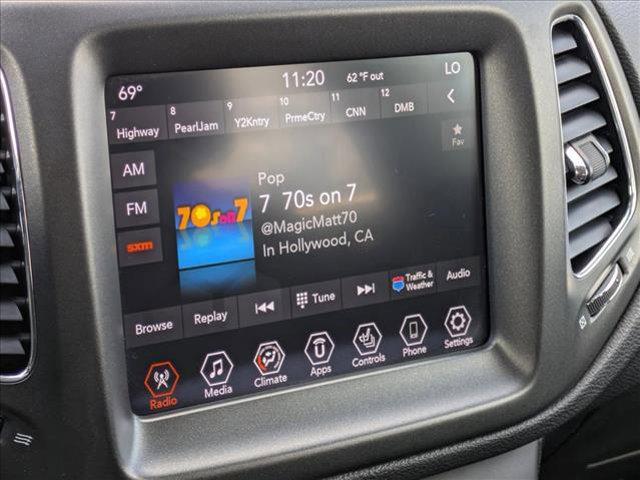 69° 11:20 62 °F out LO
7 Highway 8 PearlJam 9 Y2Kntry 10 PrmeCtry 11 CNN 12 DMB
AM
Fav
FM
sxm
70s on 7
Pop
7 70s on 7
@MagicMatt70
In Hollywood, CA
Browse Replay Tune Traffic & Weather Audio
Radio Media Climate Apps Controls Phone Settings